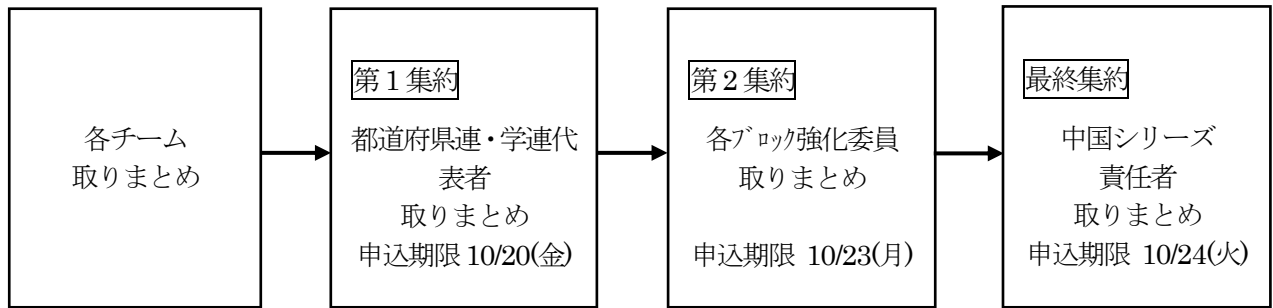 各チーム
取りまとめ
第1集約
都道府県連・学連代
表者
取りまとめ
申込期限 10/20(金)
第2集約
各ﾌﾞﾛｯｸ強化委員
取りまとめ
申込期限 10/23(月)
最終集約
中国シリーズ
責任者
取りまとめ
申込期限 10/24(火)